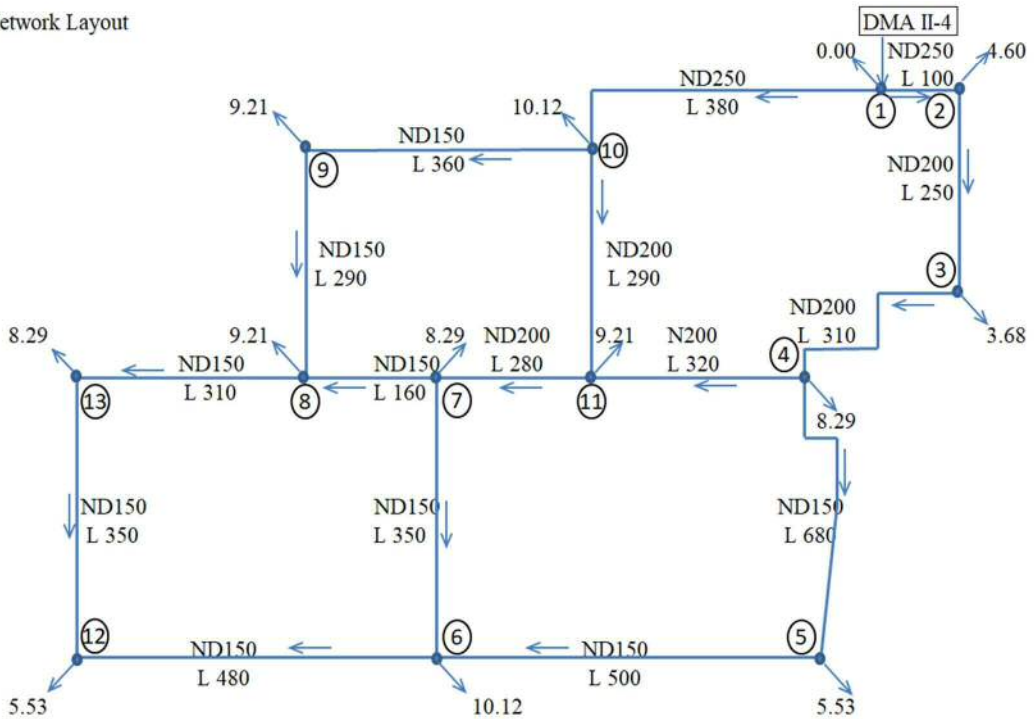 etwork Layout
DMA II-4
0.00
ND250
L 100
4.60
ND250
L 380
1
2
9.21
10.12
ND150
L 360
10
9
ND200
L 250
ND150
L 290
ND200
L 290
3
ND200
L 310
3.68
8.29
9.21
8.29
ND200
L 280
9.21
N200
L 320
4
ND150
L 310
ND150
L 160
13
8
7
11
8.29
ND150
L 350
ND150
L 350
ND150
L 680
12
6
5
ND150
L 480
ND150
L 500
5.53
10.12
5.53